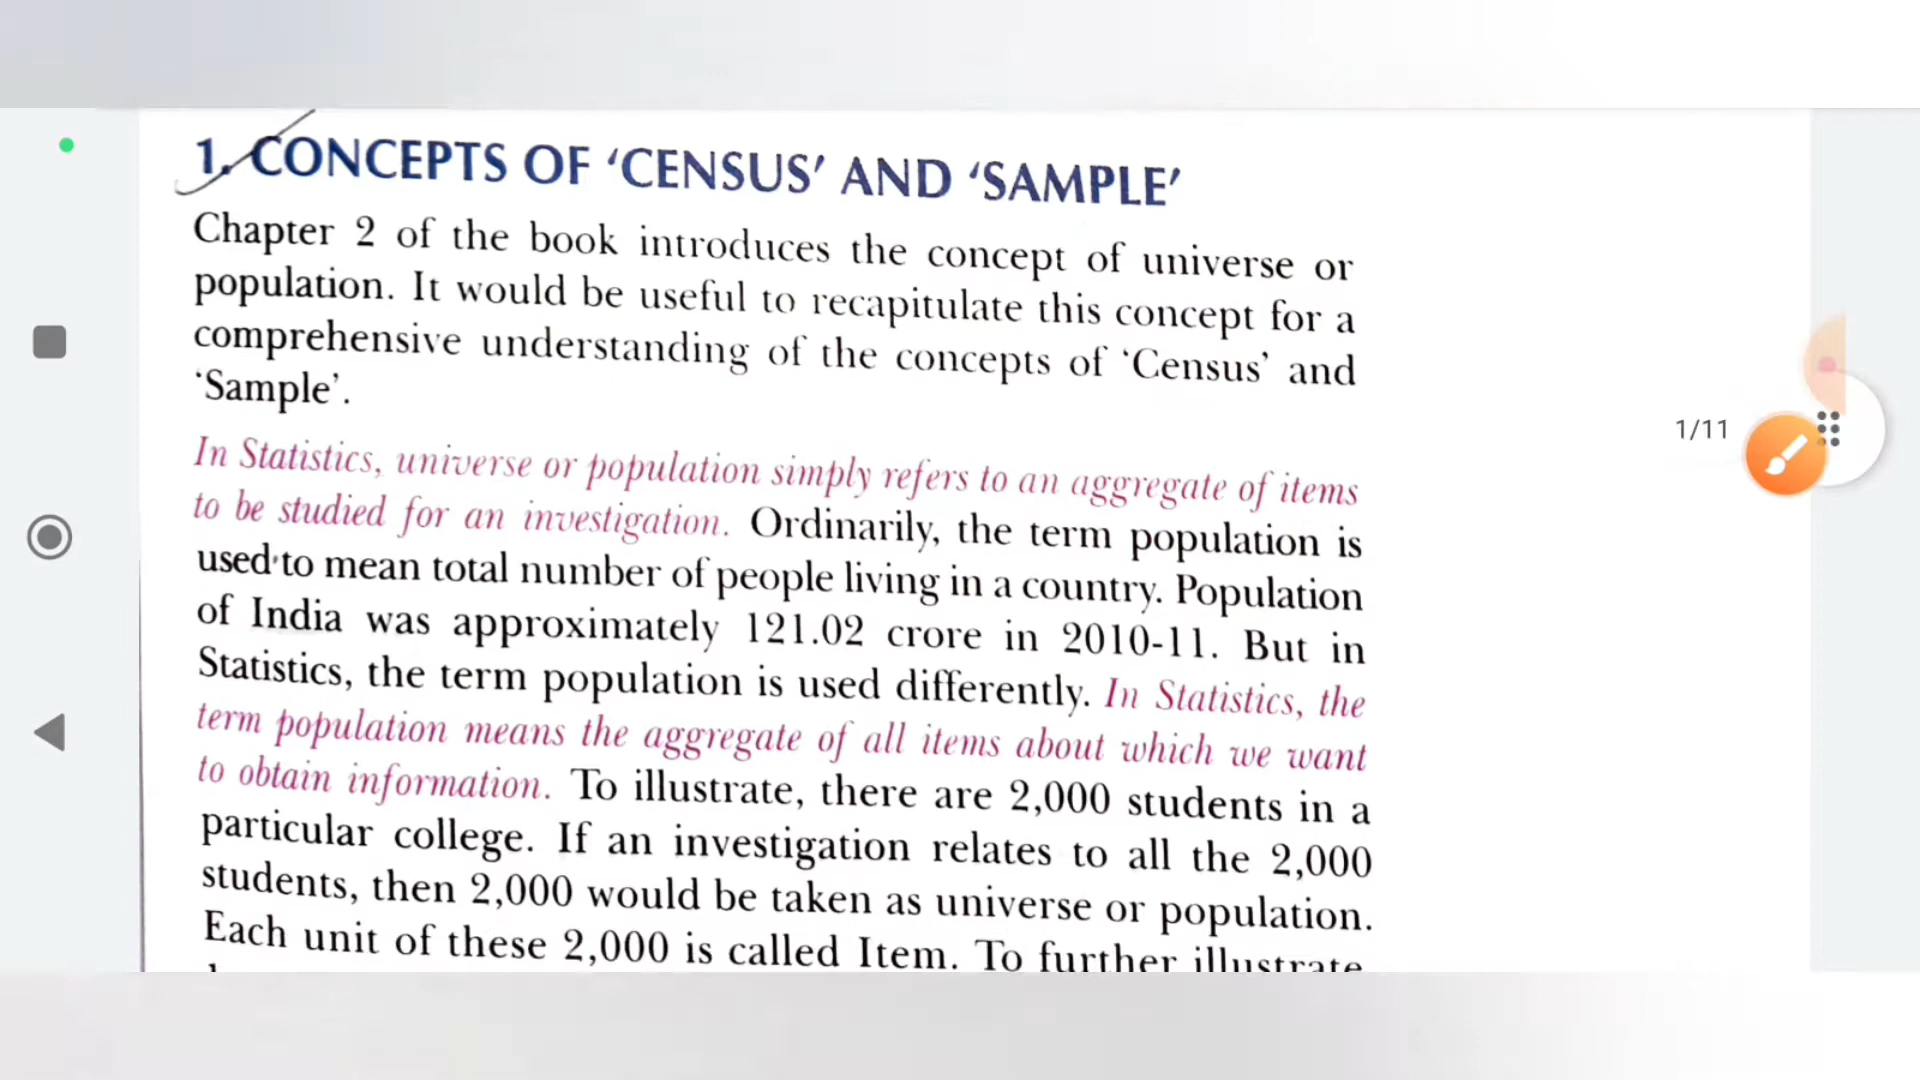 1. CONCEPTS OF ‘CENSUS’ AND ‘SAMPLE’
Chapter 2 of the book introduces the concept of universe or
population. It would be useful to recapitulate this concept for a
comprehensive understanding of the concepts of ‘Census’ and
‘Sample’.
In Statistics, universe or population simply refers to an aggregate of items
to be studied for an investigation. Ordinarily, the term population is
used to mean total number of people living in a country. Population
of India was approximately 121.02 crore in 2010-11. But in
Statistics, the term population is used differently. In Statistics, the
term population means the aggregate of all items about which we want
to obtain information. To illustrate, there are 2,000 students in a
particular college. If an investigation relates to all the 2,000
students, then 2,000 would be taken as universe or population.
Each unit of these 2,000 is called Item. To further illustrate
1/11